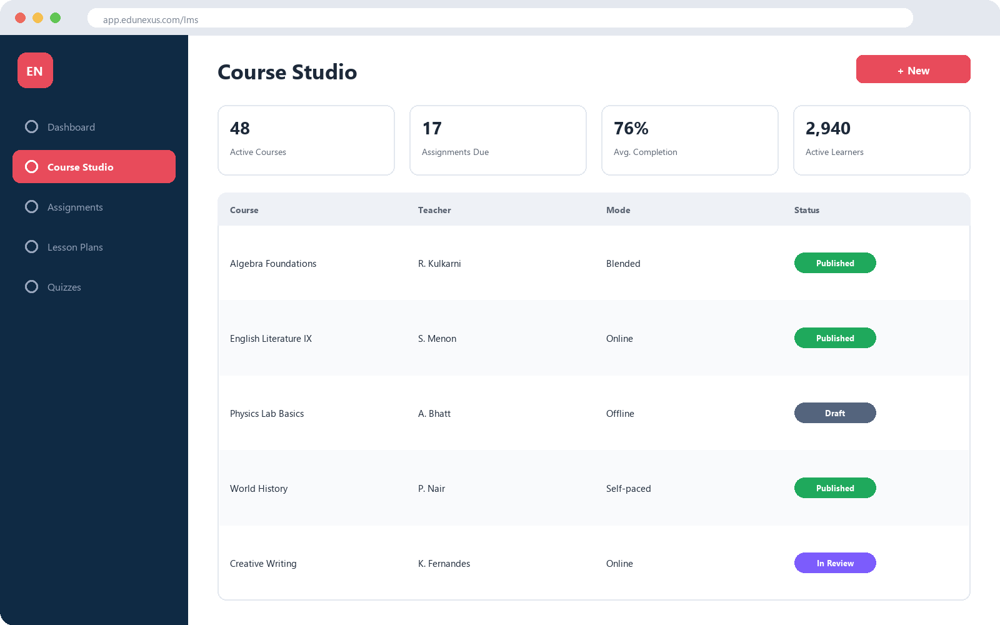 app.edunexus.com/lms
EN
Dashboard
Course Studio
Assignments
Lesson Plans
Quizzes
Course Studio
+ New
48
Active Courses
17
Assignments Due
76%
Avg. Completion
2,940
Active Learners
Course Teacher Mode Status
Algebra Foundations R. Kulkarni Blended Published
English Literature IX S. Menon Online Published
Physics Lab Basics A. Bhatt Offline Draft
World History P. Nair Self-paced Published
Creative Writing K. Fernandes Online In Review